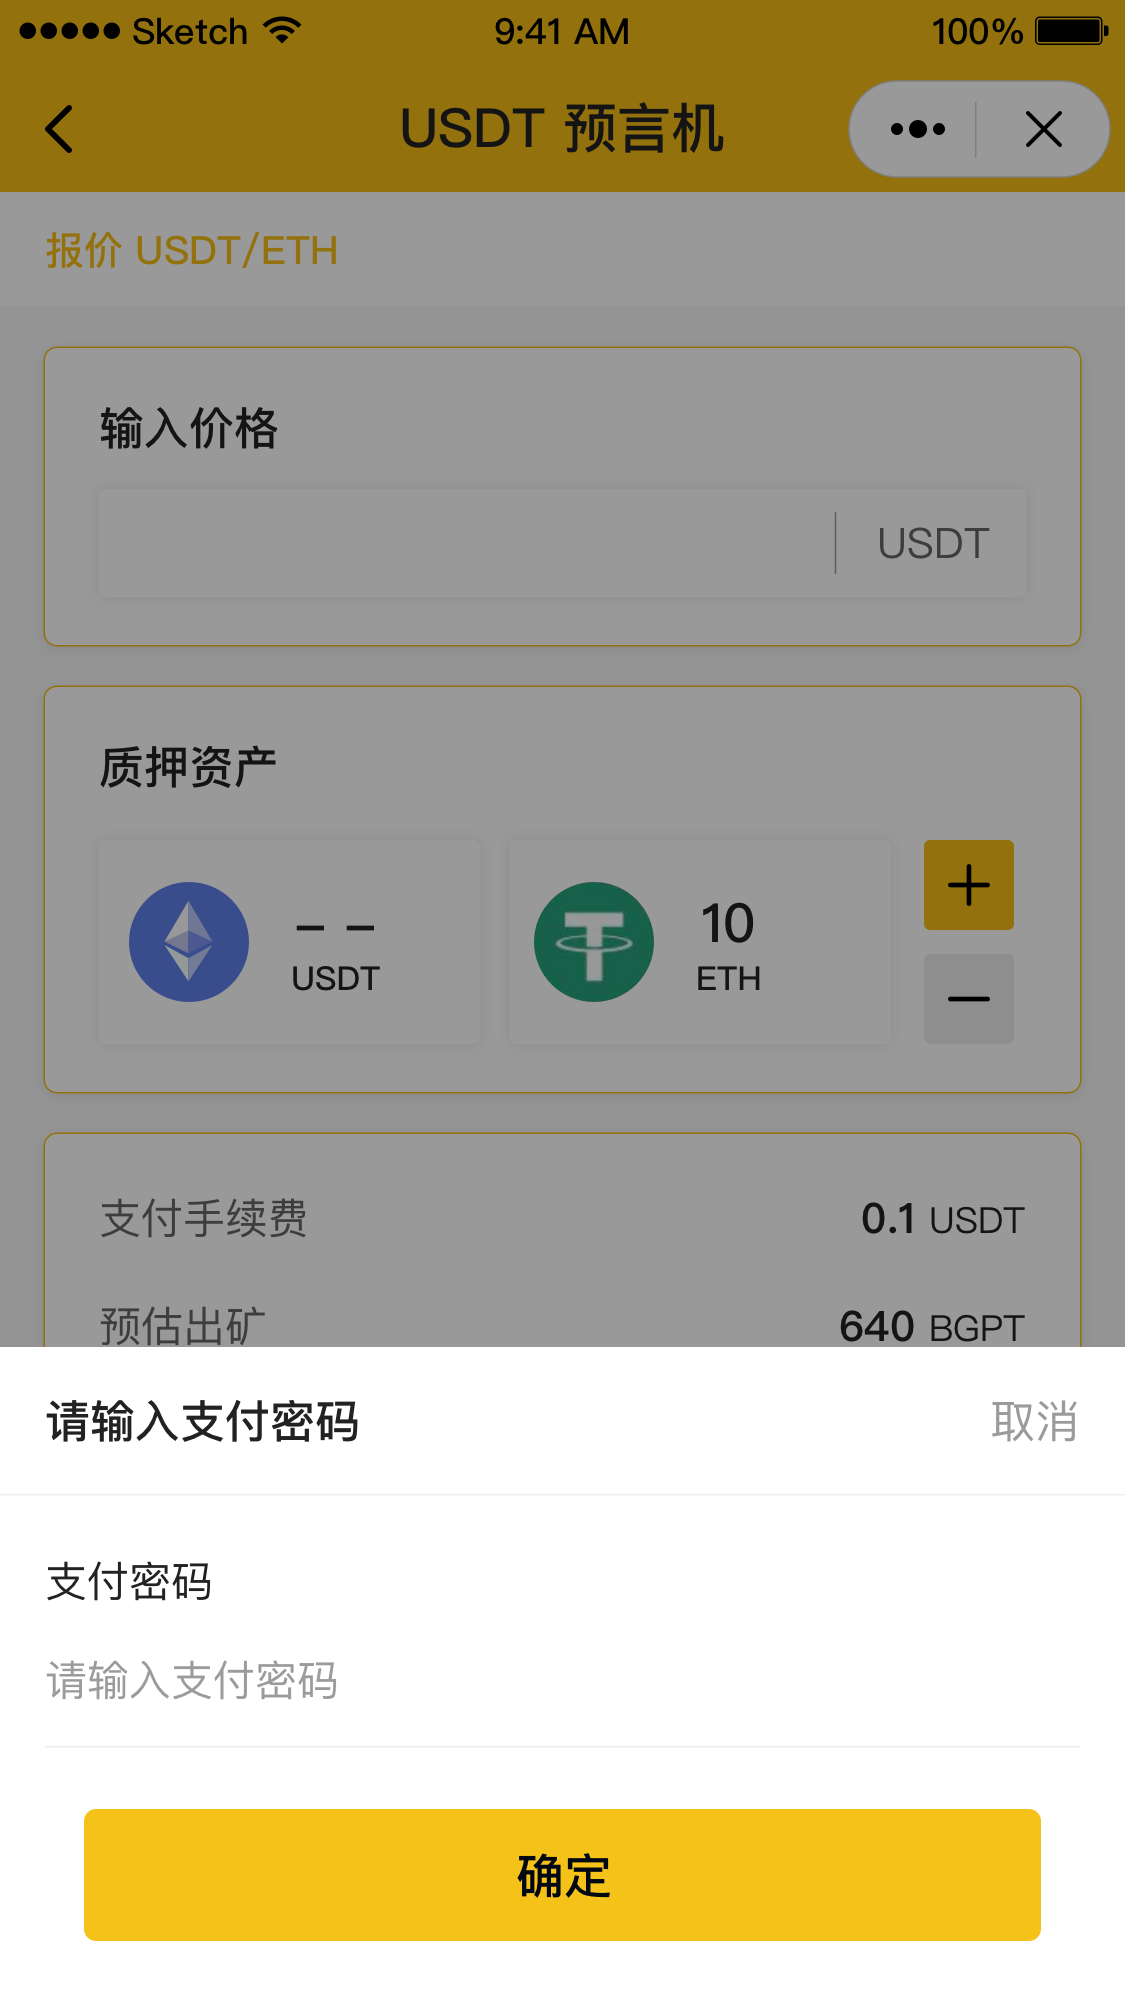 Sketch 9:41 AM 100%
USDT 预言机
报价 USDT/ETH
输入价格
USDT
质押资产
– – 10
USDT ETH
支付手续费 0.1 USDT
预估出矿 640 BGPT
请输入支付密码 取消
支付密码
请输入支付密码
确定